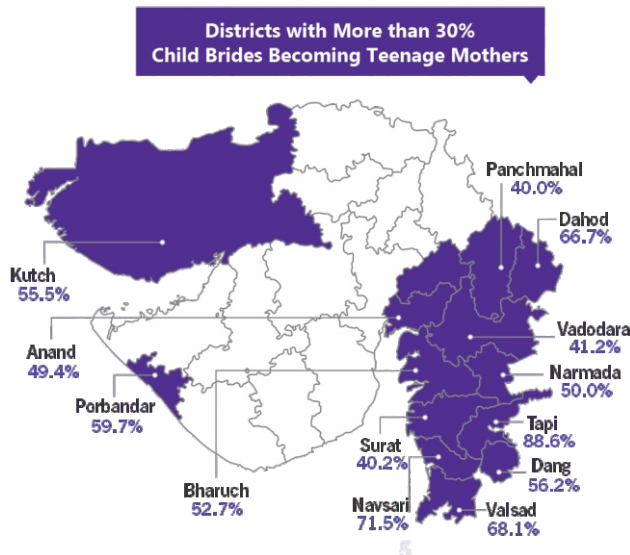 Districts with More than 30%
Child Brides Becoming Teenage Mothers
Panchmahal
40.0%
Dahod
66.7%
Kutch
55.5%
Vadodara
41.2%
Anand
49.4%
Narmada
50.0%
Porbandar
59.7%
Tapi
88.6%
Surat
40.2%
Dang
56.2%
Bharuch
52.7%
Navsari
71.5%
Valsad
68.1%